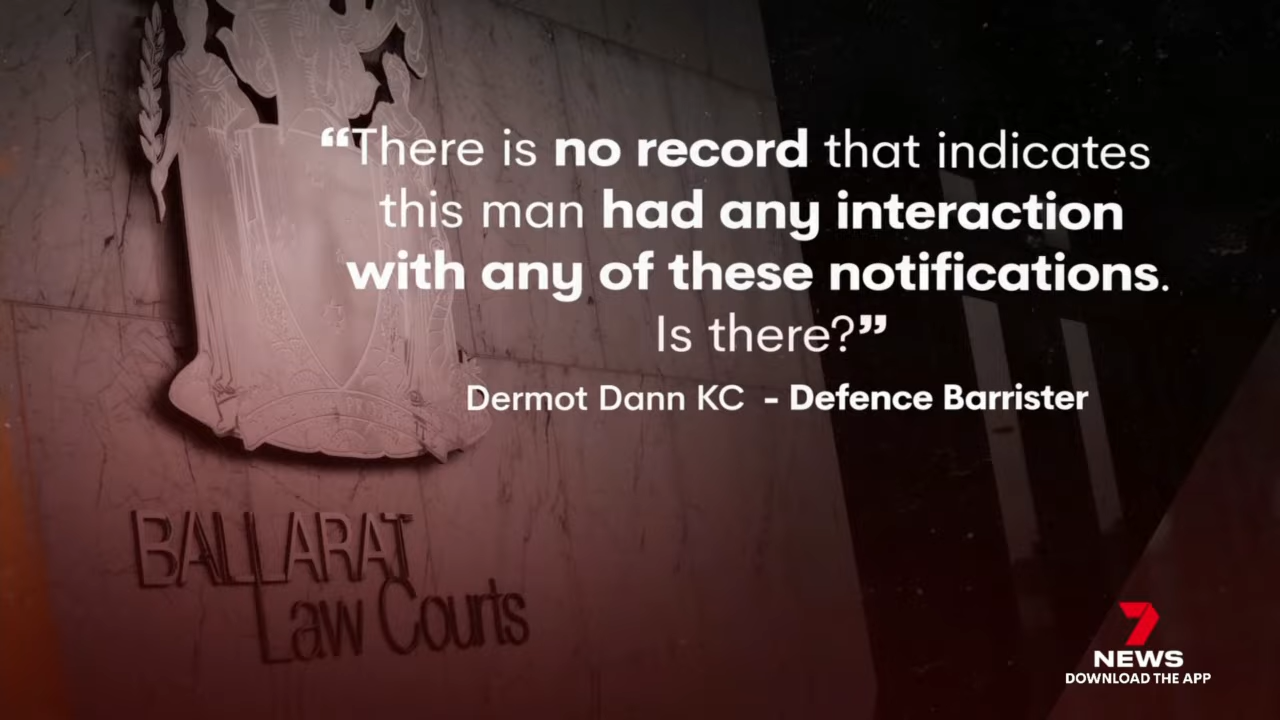 “There is no record that indicates
this man had any interaction
with any of these notifications.
Is there?”
Dermot Dann KC - Defence Barrister
BALLARAT
Law Courts
7
NEWS
DOWNLOAD THE APP